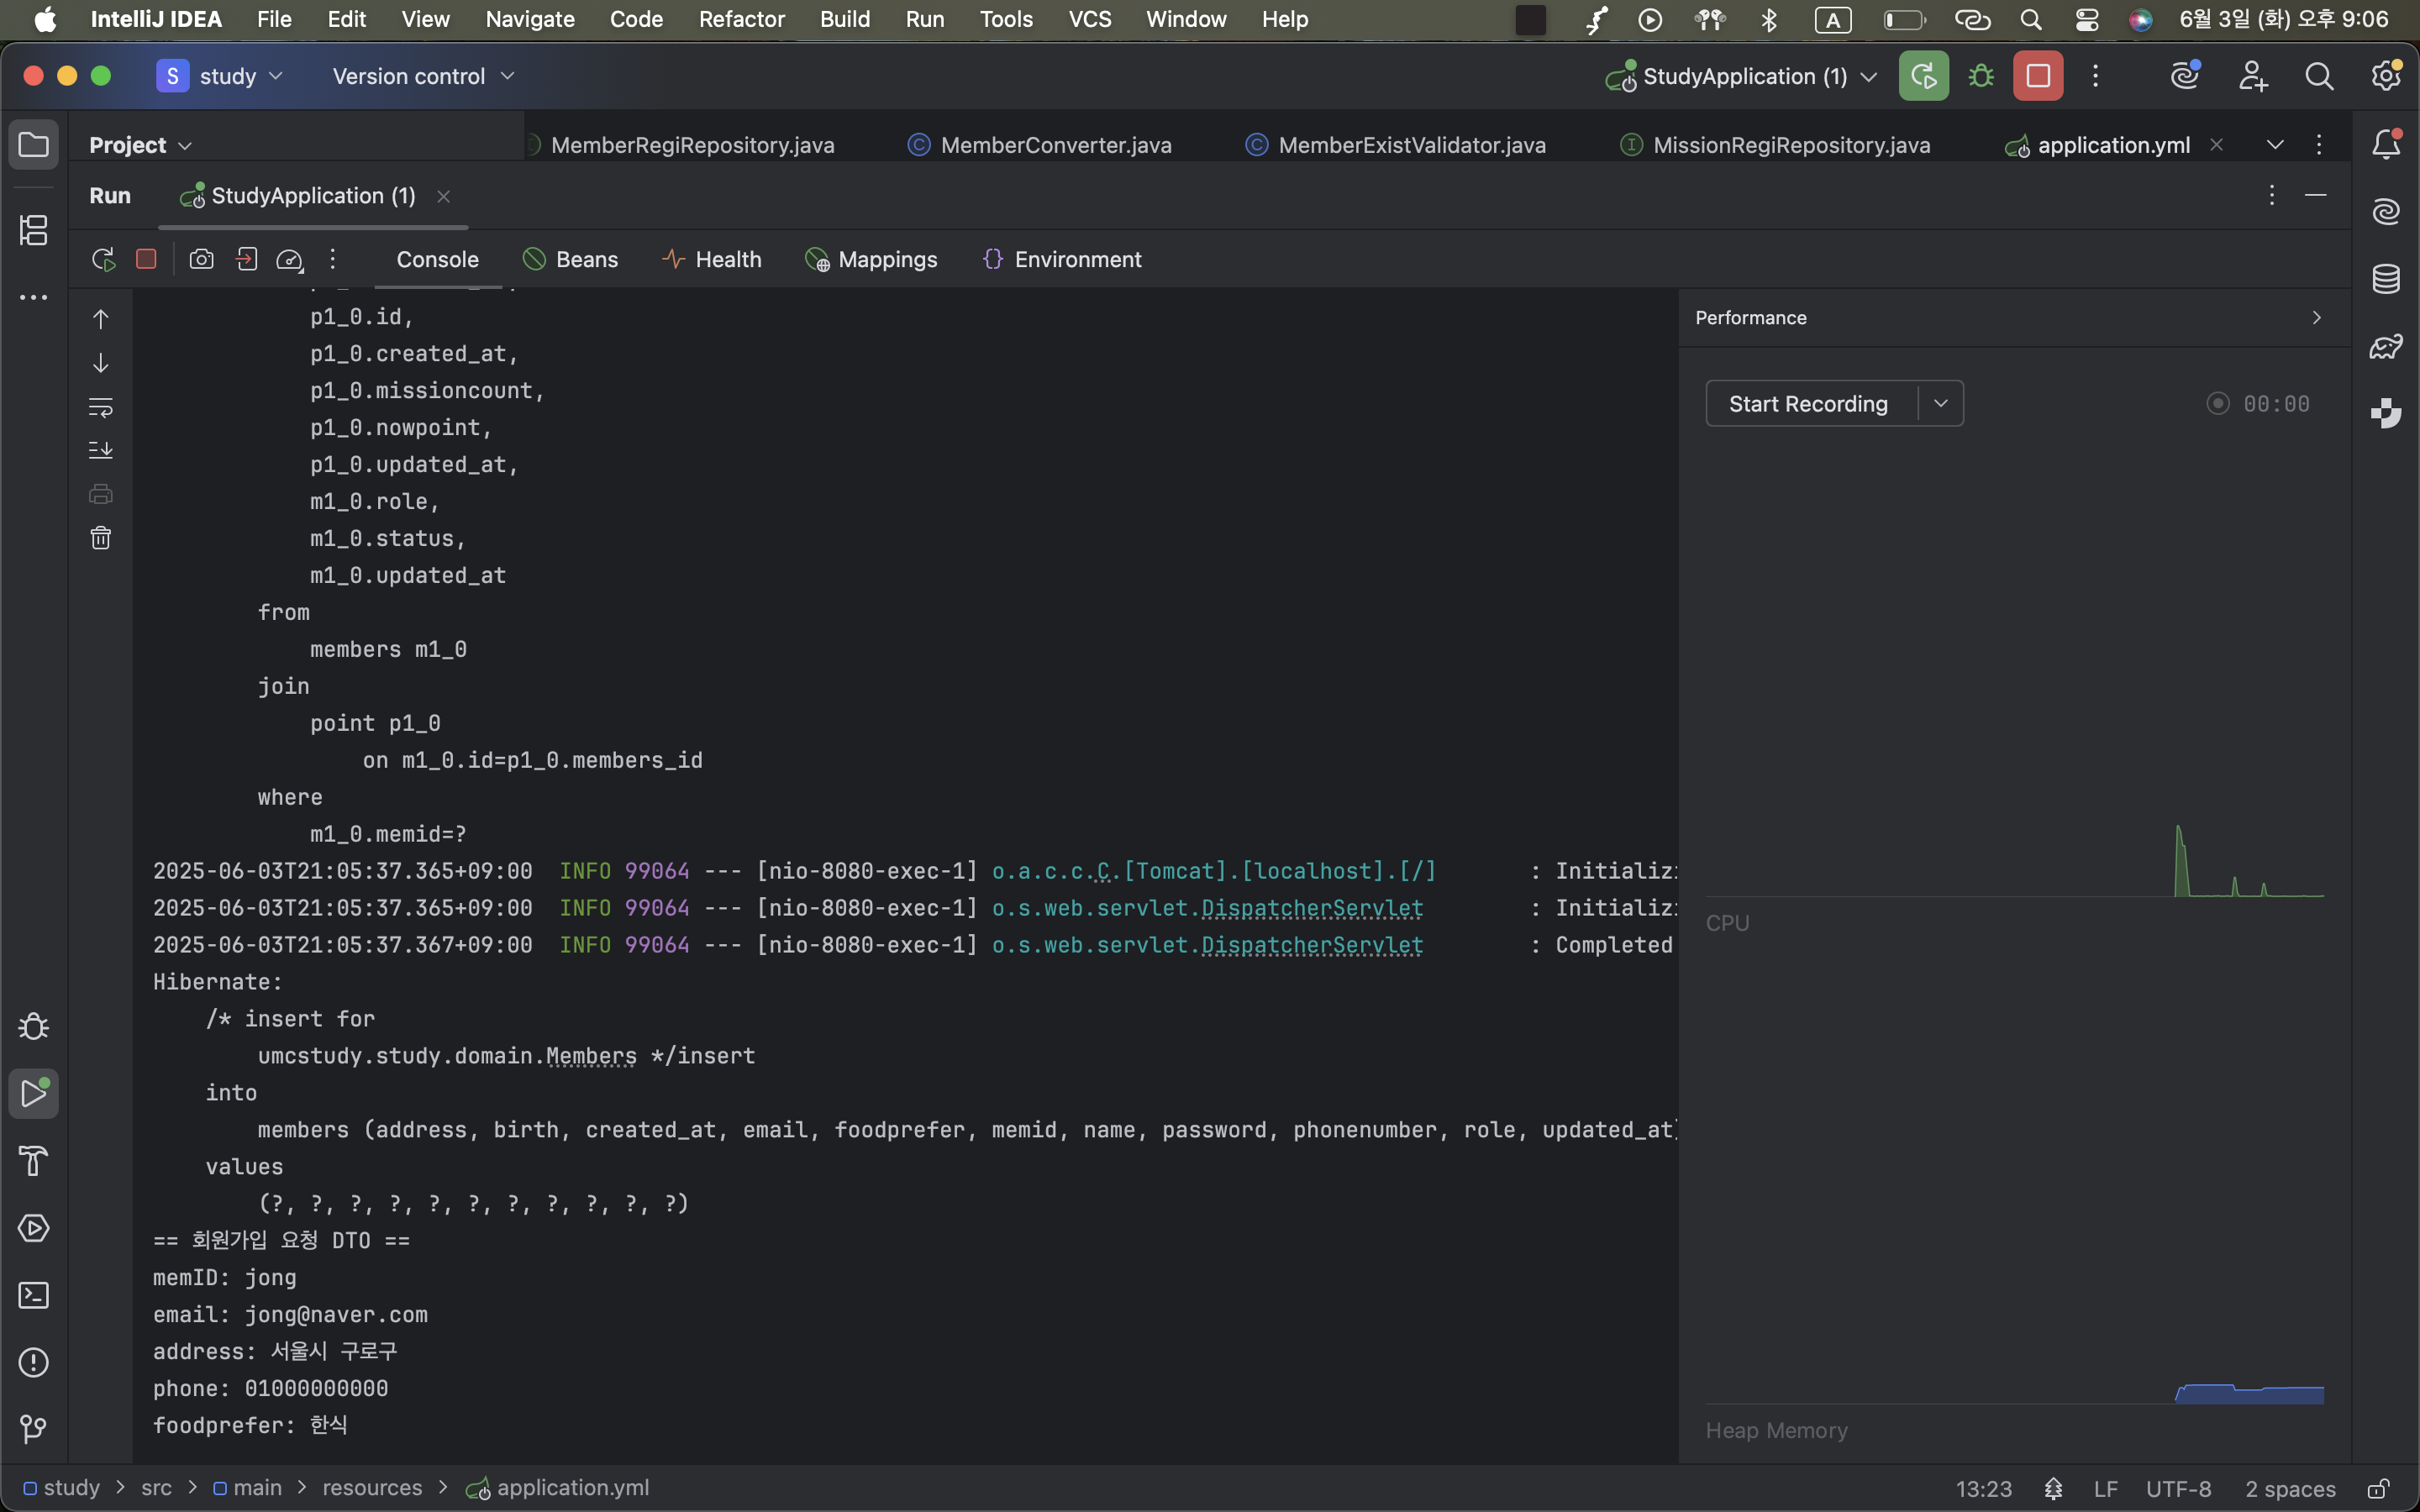 IntelliJ IDEA File Edit View Navigate Code Refactor Build Run Tools VCS Window Help A 6월 3일 (화) 오후 9:06
S study Version control StudyApplication (1)
Project MemberRegiRepository.java MemberConverter.java MemberExistValidator.java MissionRegiRepository.java application.yml
Run StudyApplication (1)
Console Beans Health Mappings Environment
p1_0.id,
p1_0.created_at,
p1_0.missioncount,
p1_0.nowpoint,
p1_0.updated_at,
m1_0.role,
m1_0.status,
m1_0.updated_at
from
members m1_0
join
point p1_0
on m1_0.id=p1_0.members_id
where
m1_0.memid=?
2025-06-03T21:05:37.365+09:00 INFO 99064 --- [nio-8080-exec-1] o.a.c.c.C.[Tomcat].[localhost].[/] : Initializi
2025-06-03T21:05:37.365+09:00 INFO 99064 --- [nio-8080-exec-1] o.s.web.servlet.DispatcherServlet : Initializi
2025-06-03T21:05:37.367+09:00 INFO 99064 --- [nio-8080-exec-1] o.s.web.servlet.DispatcherServlet : Completed
Hibernate:
/* insert for
umcstudy.study.domain.Members */insert
into
members (address, birth, created_at, email, foodprefer, memid, name, password, phonenumber, role, updated_at)
values
(?, ?, ?, ?, ?, ?, ?, ?, ?, ?, ?)
== 회원가입 요청 DTO ==
memID: jong
email: jong@naver.com
address: 서울시 구로구
phone: 01000000000
foodprefer: 한식
Performance
Start Recording 00:00
CPU
Heap Memory
study > src > main > resources > application.yml 13:23 LF UTF-8 2 spaces